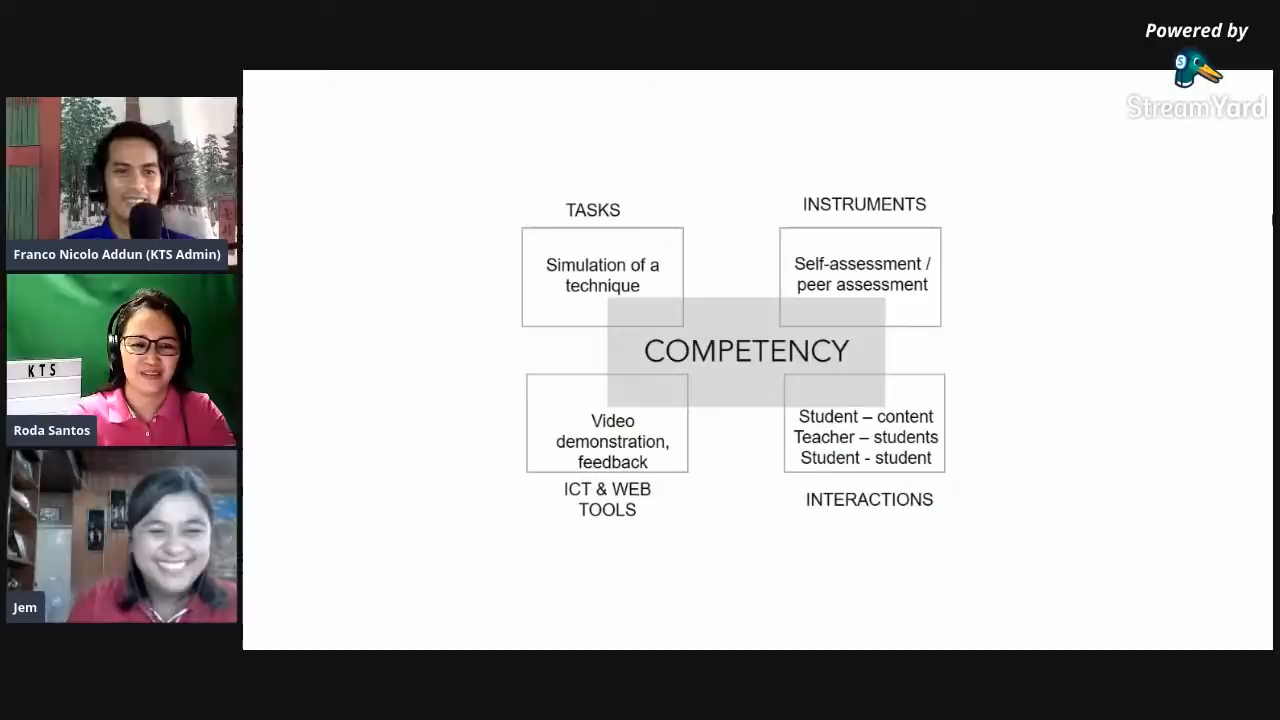 Powered by
StreamYard
Franco Nicolo Addun (KTS Admin)
KTS
Roda Santos
Jem
TASKS
Simulation of a
technique
INSTRUMENTS
Self-assessment /
peer assessment
COMPETENCY
Video
demonstration,
feedback
ICT & WEB
TOOLS
Student – content
Teacher – students
Student - student
INTERACTIONS